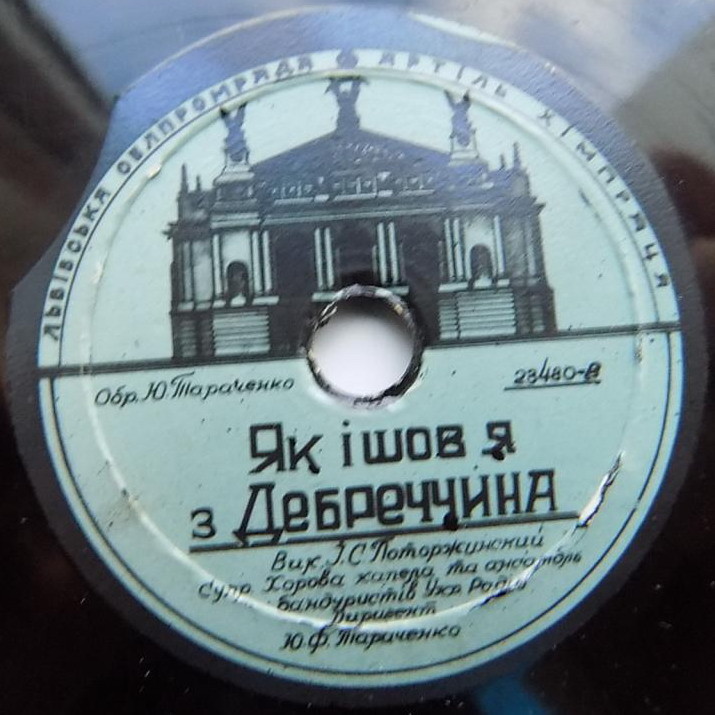 ЛЬВІВСЬКА ОБЛПРОМРАДА АРТІЛЬ ХІМПРАЦЯ
Обр. Ю. Тараченко
23480-В
Як ішов я
з Дебреччина
Вик. І. С. Поторжинский
Супр. Хорова капела та ансамбль
бандуристів Укр Радіо
Диригент
Ю. Ф. Тараченко